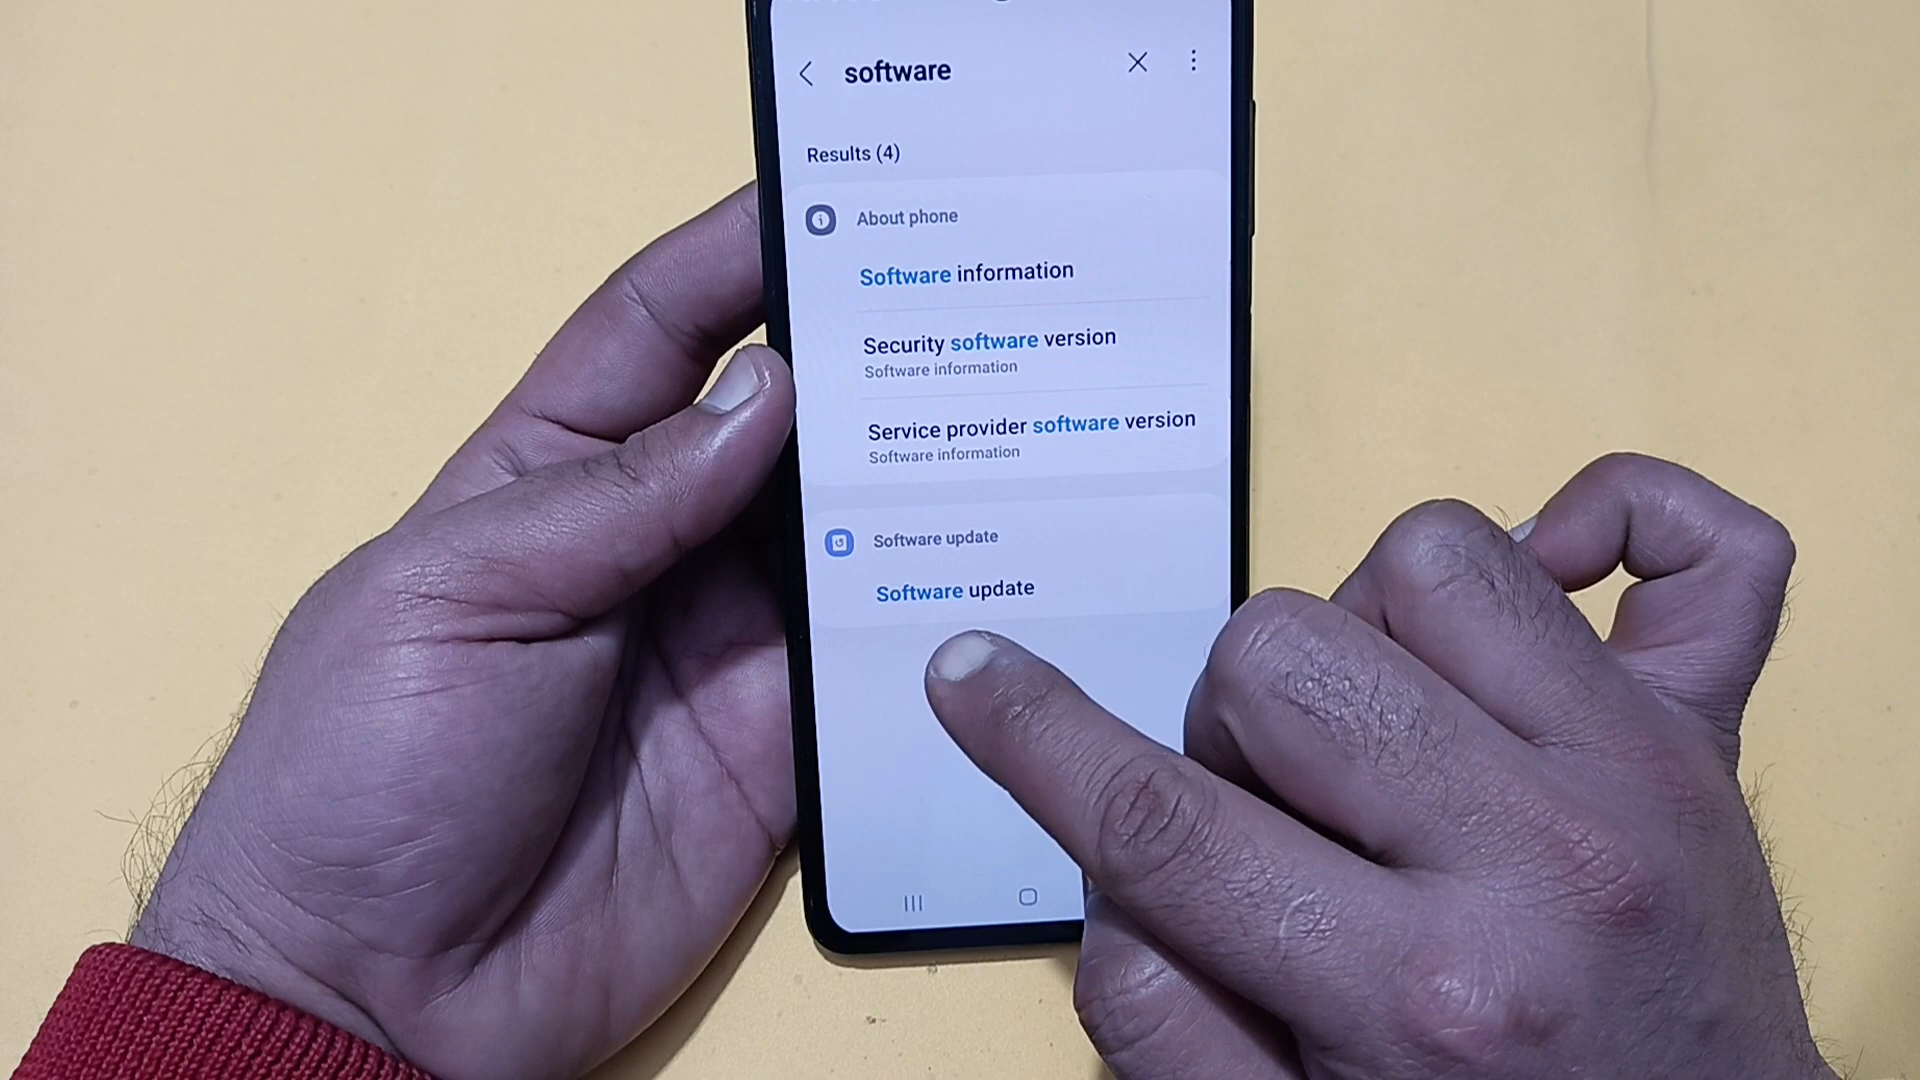 software
Results (4)
About phone
Software information
Security software version
Software information
Service provider software version
Software information
Software update
Software update